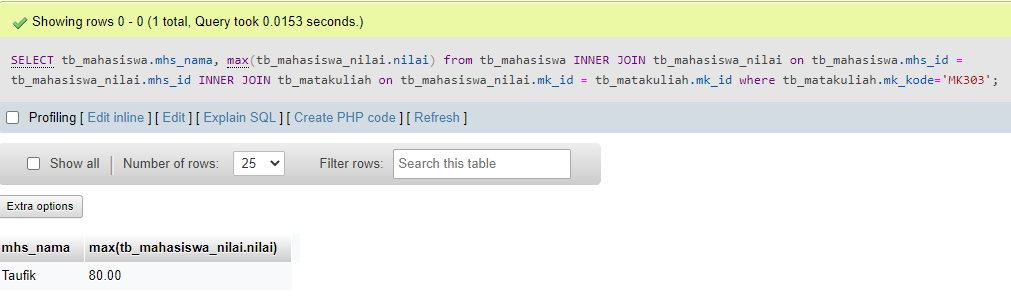 Showing rows 0 - 0 (1 total, Query took 0.0153 seconds.)
SELECT tb_mahasiswa.mhs_nama, max(tb_mahasiswa_nilai.nilai) from tb_mahasiswa INNER JOIN tb_mahasiswa_nilai on tb_mahasiswa.mhs_id =
tb_mahasiswa_nilai.mhs_id INNER JOIN tb_matakuliah on tb_mahasiswa_nilai.mk_id = tb_matakuliah.mk_id where tb_matakuliah.mk_kode='MK303';
Profiling [ Edit inline ] [ Edit ] [ Explain SQL ] [ Create PHP code ] [ Refresh ]
Show all Number of rows: 25 Filter rows: Search this table
Extra options
mhs_nama max(tb_mahasiswa_nilai.nilai)
Taufik 80.00